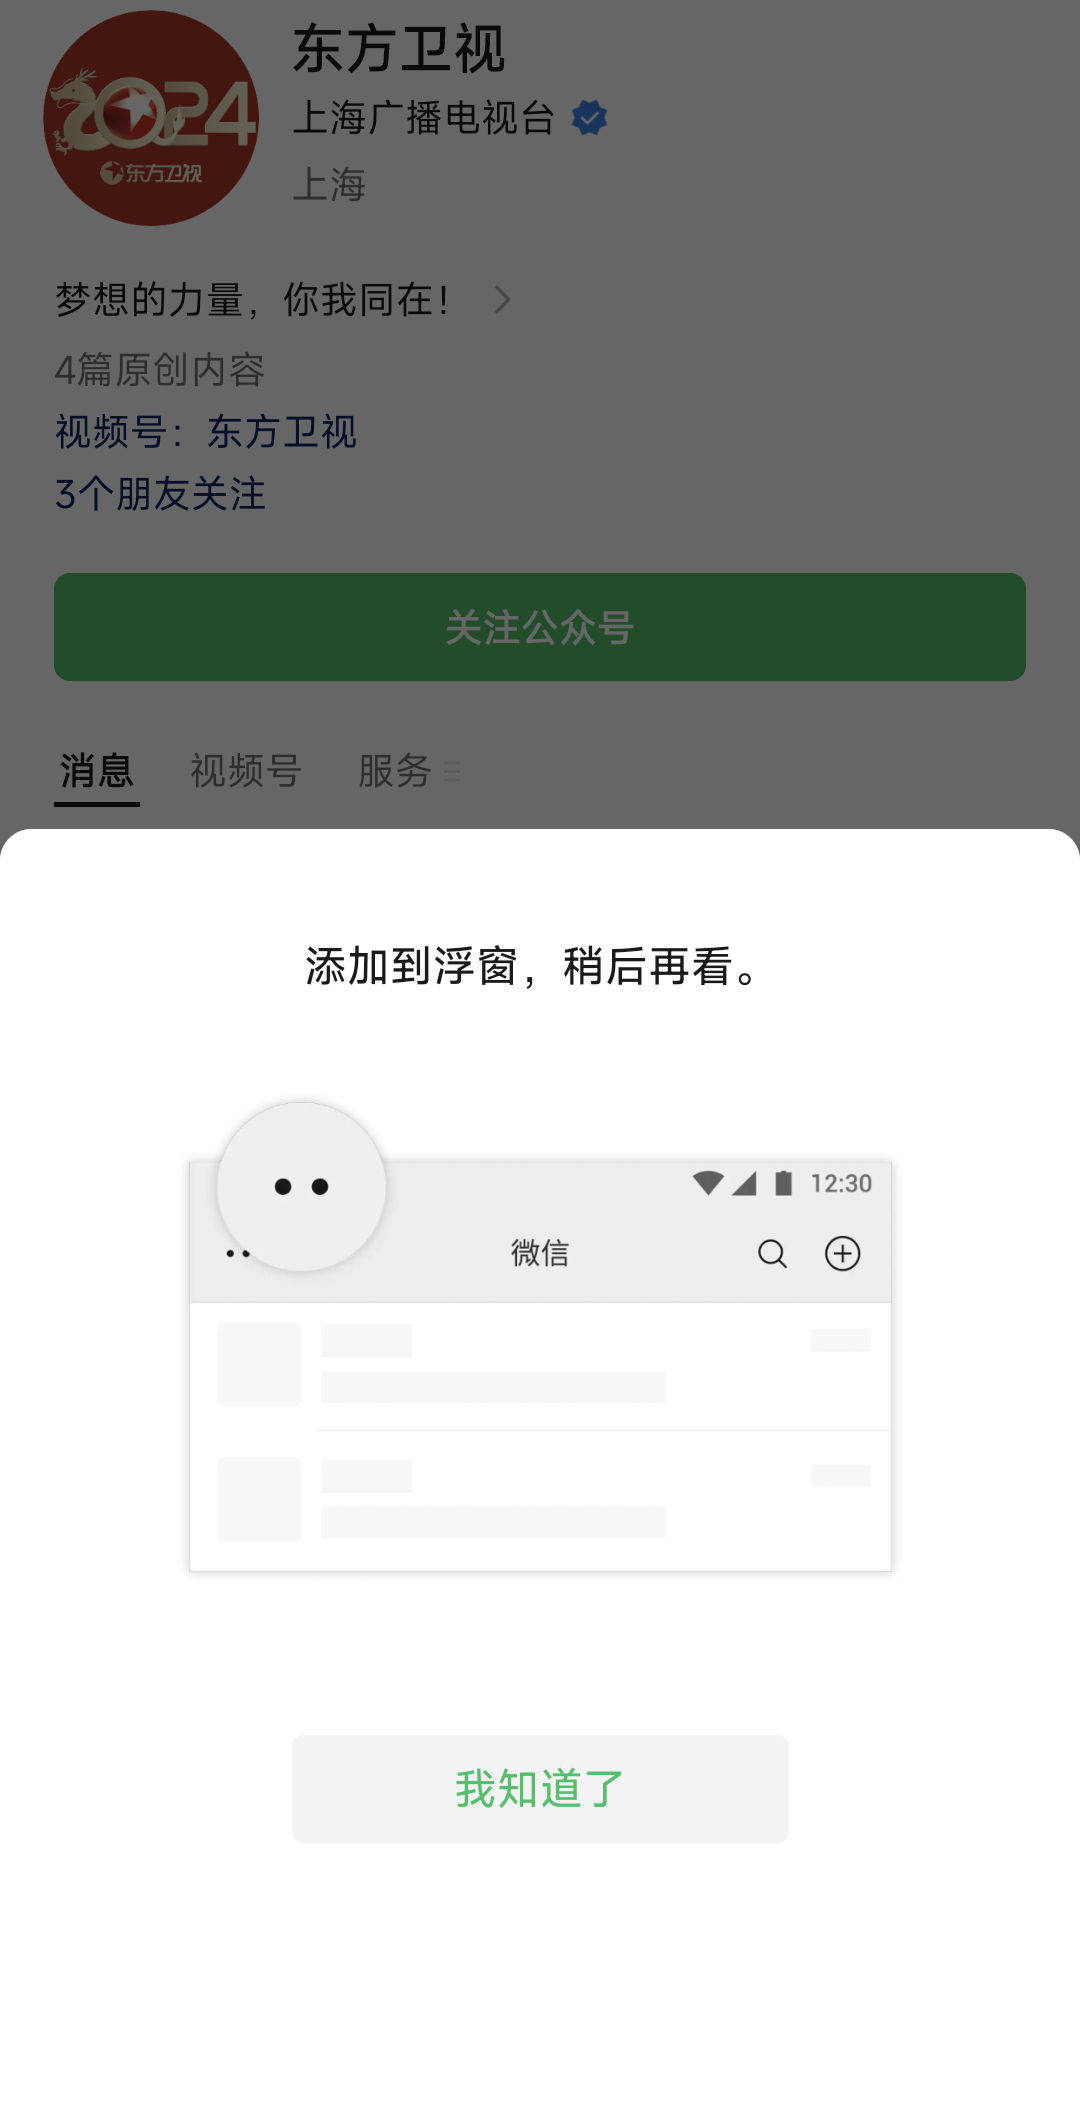 东方卫视
2024
东方卫视
上海广播电视台
上海
梦想的力量，你我同在！
4篇原创内容
视频号：东方卫视
3个朋友关注
关注公众号
消息 视频号 服务
添加到浮窗，稍后再看。
12:30
微信
我知道了